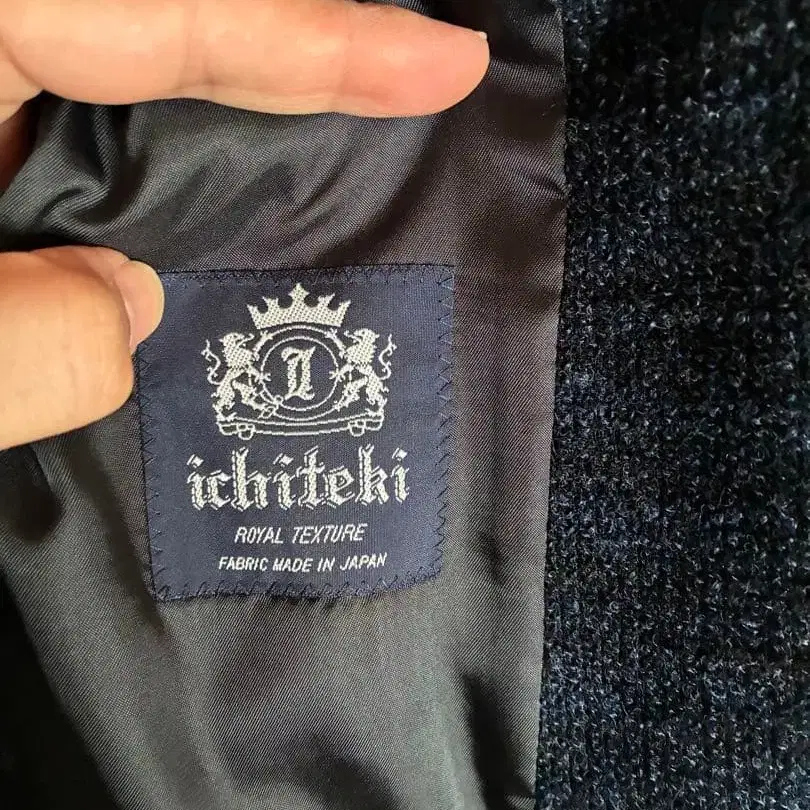 I
ichiteki
ROYAL TEXTURE
FABRIC MADE IN JAPAN